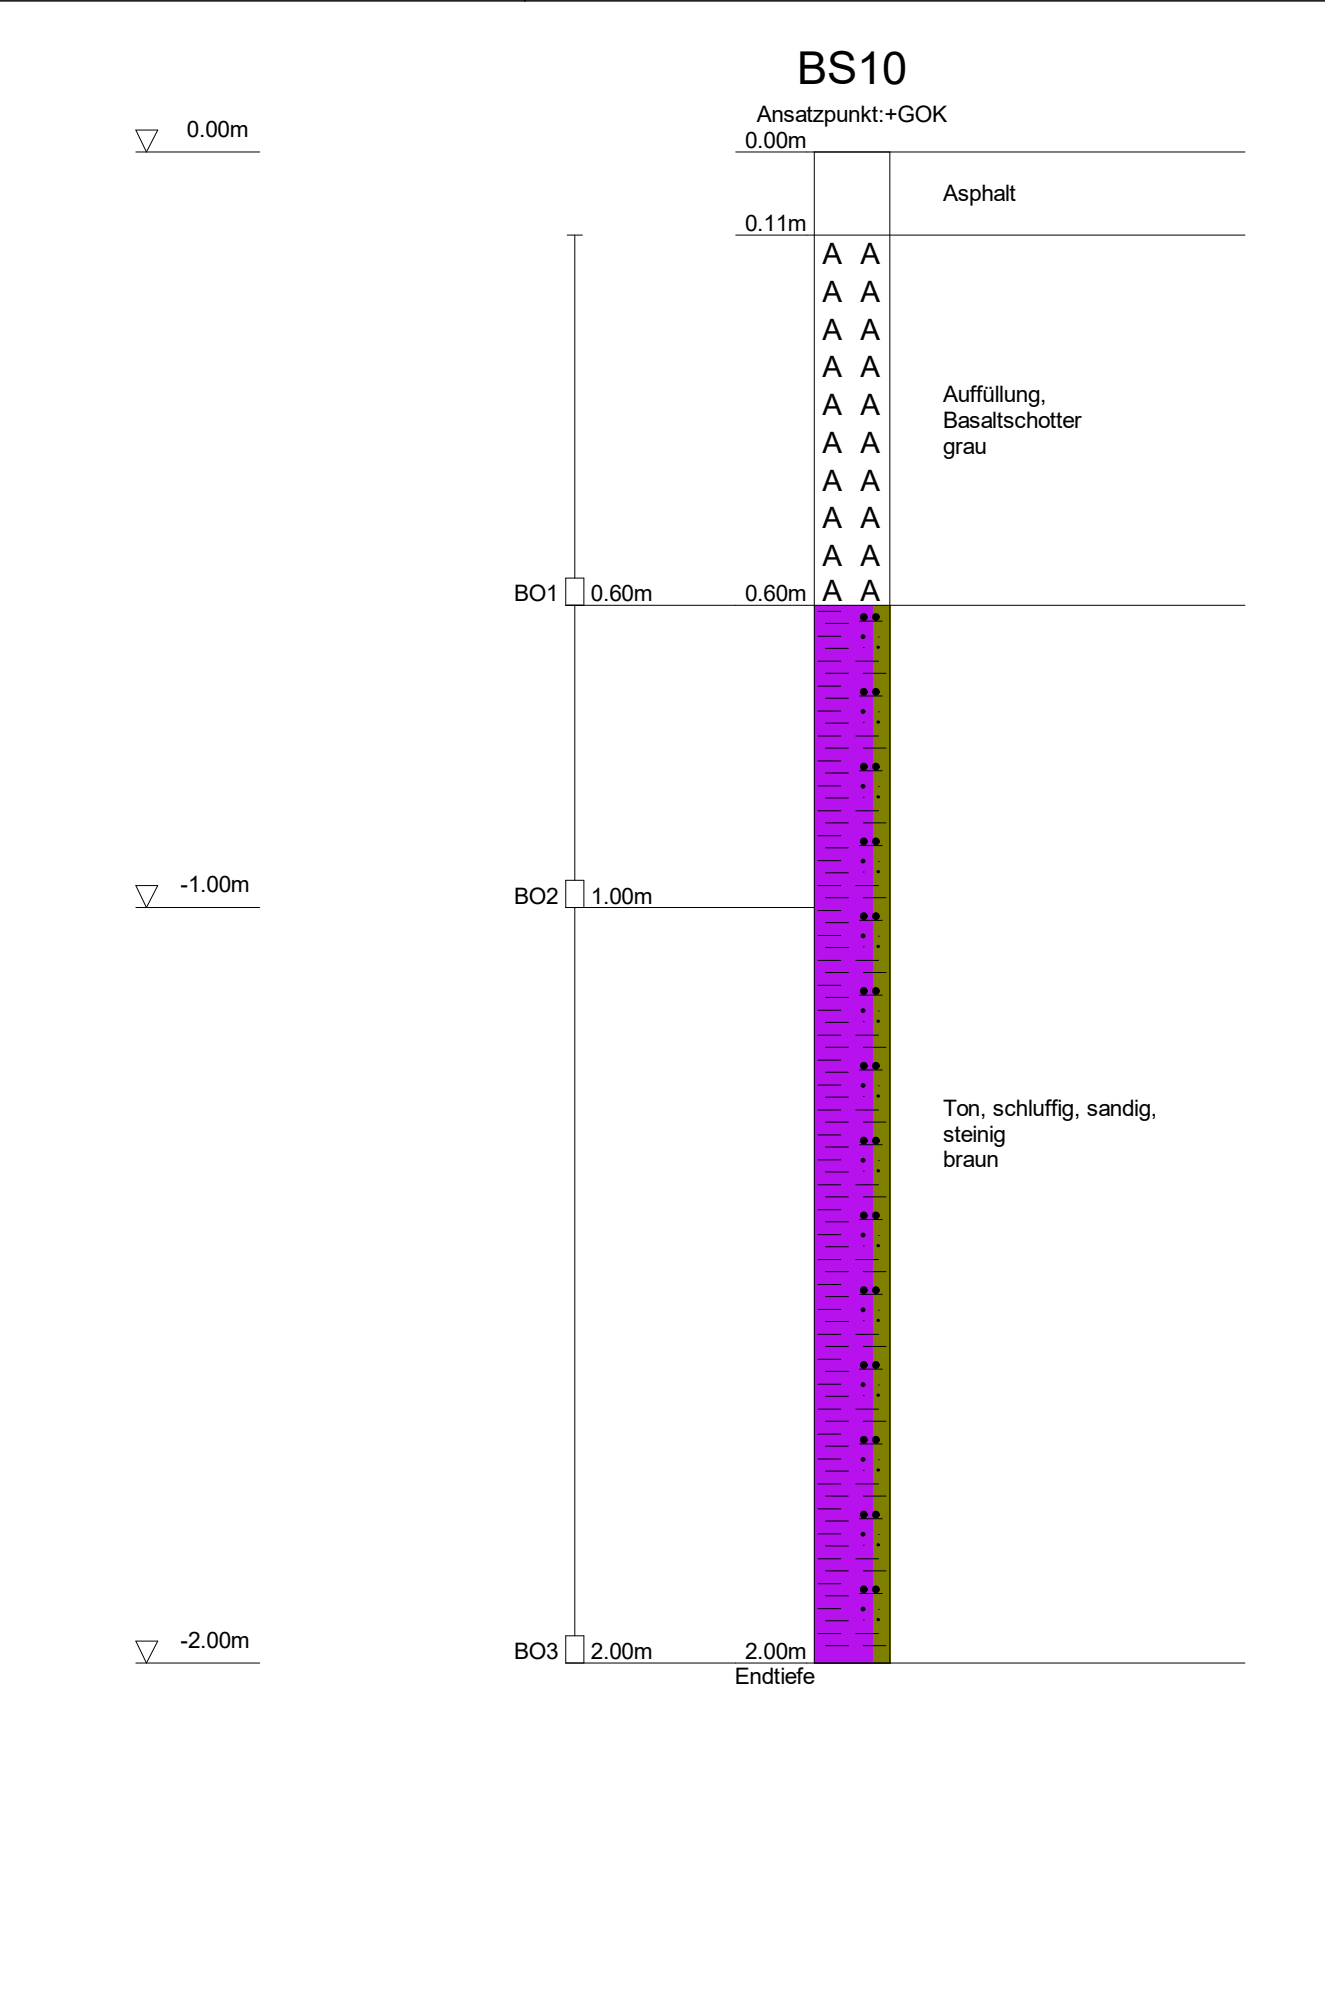 BS10
Ansatzpunkt:+GOK
0.00m
0.00m
Asphalt
0.11m
A A
A A
A A
A A
A A
Auffüllung,
Basaltschotter
grau
A A
A A
A A
A A
A A
BO1 0.60m 0.60m
-1.00m
BO2 1.00m
Ton, schluffig, sandig,
steinig
braun
-2.00m
BO3 2.00m 2.00m
Endtiefe